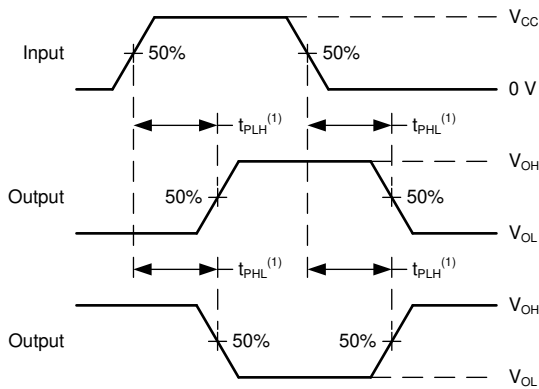 V_CC
Input 50% 50%
0 V
t_PLH^(1) t_PHL^(1)
V_OH
Output 50% 50%
V_OL
t_PHL^(1) t_PLH^(1)
V_OH
Output 50% 50%
V_OL